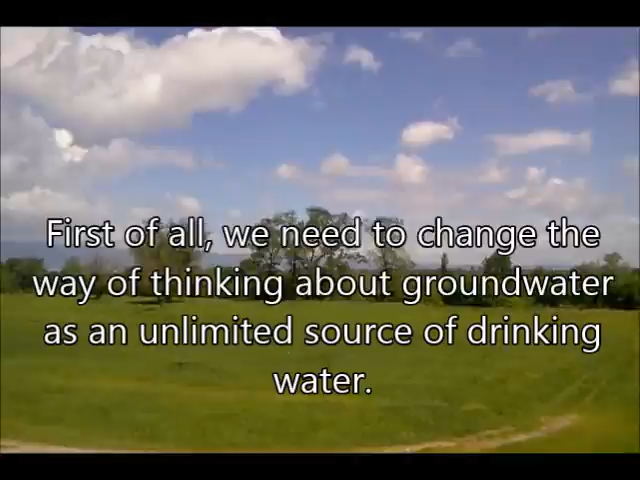 First of all, we need to change the
way of thinking about groundwater
as an unlimited source of drinking
water.